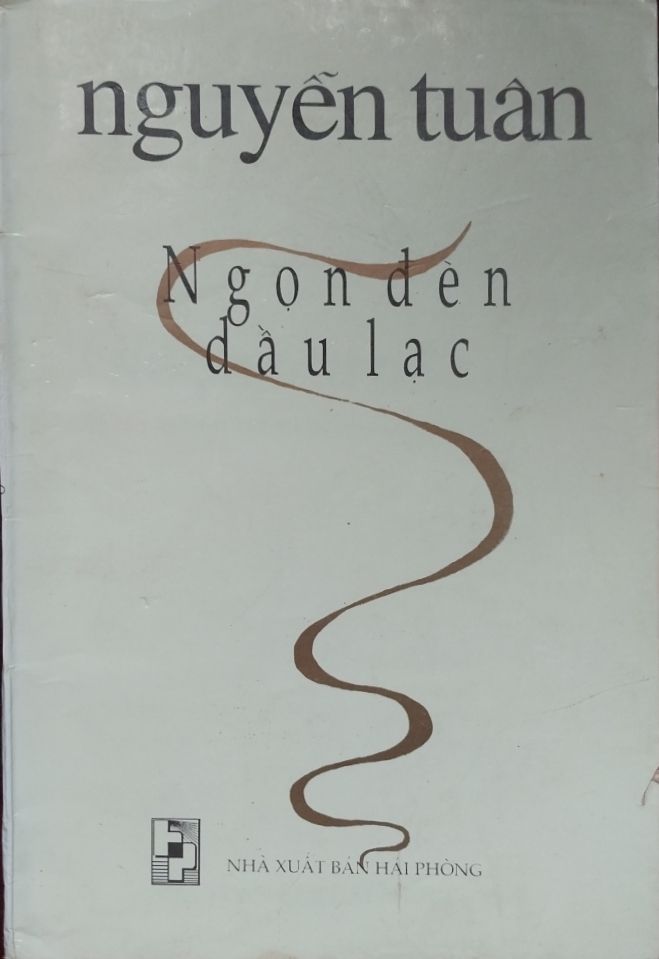 nguyễn tuân
Ngọn đèn
dầu lạc
NHÀ XUẤT BẢN HẢI PHÒNG